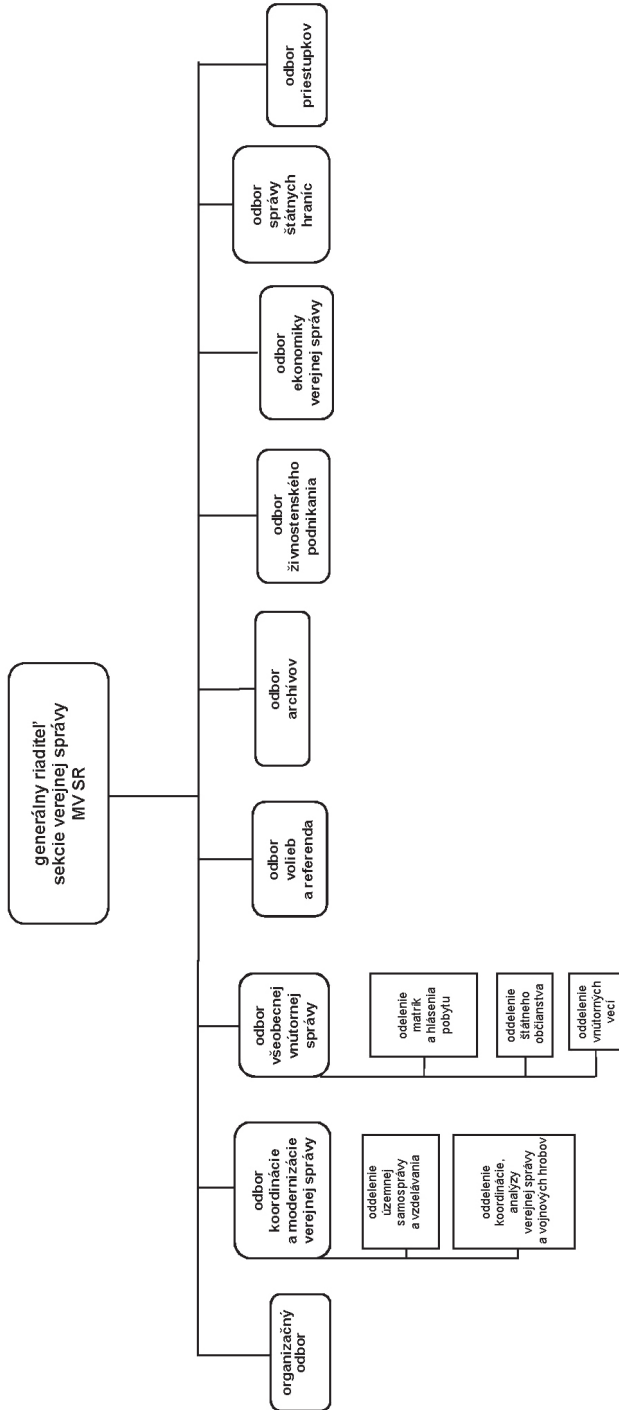 generálny riaditeľ
sekcie verejnej správy
MV SR
organizačný
odbor
odbor
koordinácie
a modernizácie
verejnej správy
oddelenie
územnej
samosprávy
a vzdelávania
oddelenie
koordinácie,
analýzy
verejnej správy
a vojnových hrobov
odbor
všeobecnej
vnútornej
správy
odelenie
matrík
a hlásenia
pobytu
oddelenie
štátneho
občianstva
oddelenie
vnútorných
vecí
odbor
volieb
a referenda
odbor
archívov
odbor
živnostenského
podnikania
odbor
ekonomiky
verejnej správy
odbor
správy
štátnych
hraníc
odbor
priestupkov